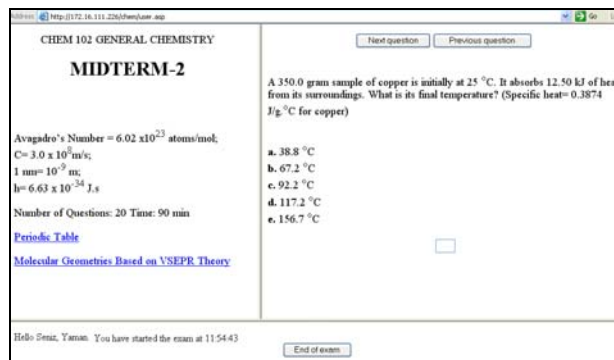 Address http://172.16.111.226/chem/user.asp Go
CHEM 102 GENERAL CHEMISTRY
MIDTERM-2
Avagadro's Number = 6.02 x10^23 atoms/mol;
C= 3.0 x 10^8m/s;
1 nm= 10^-9 m;
h= 6.63 x 10^-34 J.s
Number of Questions: 20 Time: 90 min
Periodic Table
Molecular Geometries Based on VSEPR Theory
Next question Previous question
A 350.0 gram sample of copper is initially at 25 °C. It absorbs 12.50 kJ of hea
from its surroundings. What is its final temperature? (Specific heat= 0.3874
J/g.°C for copper)
a. 38.8 °C
b. 67.2 °C
c. 92.2 °C
d. 117.2 °C
e. 156.7 °C
Hello Seniz, Yaman. You have started the exam at 11:54:43
End of exam